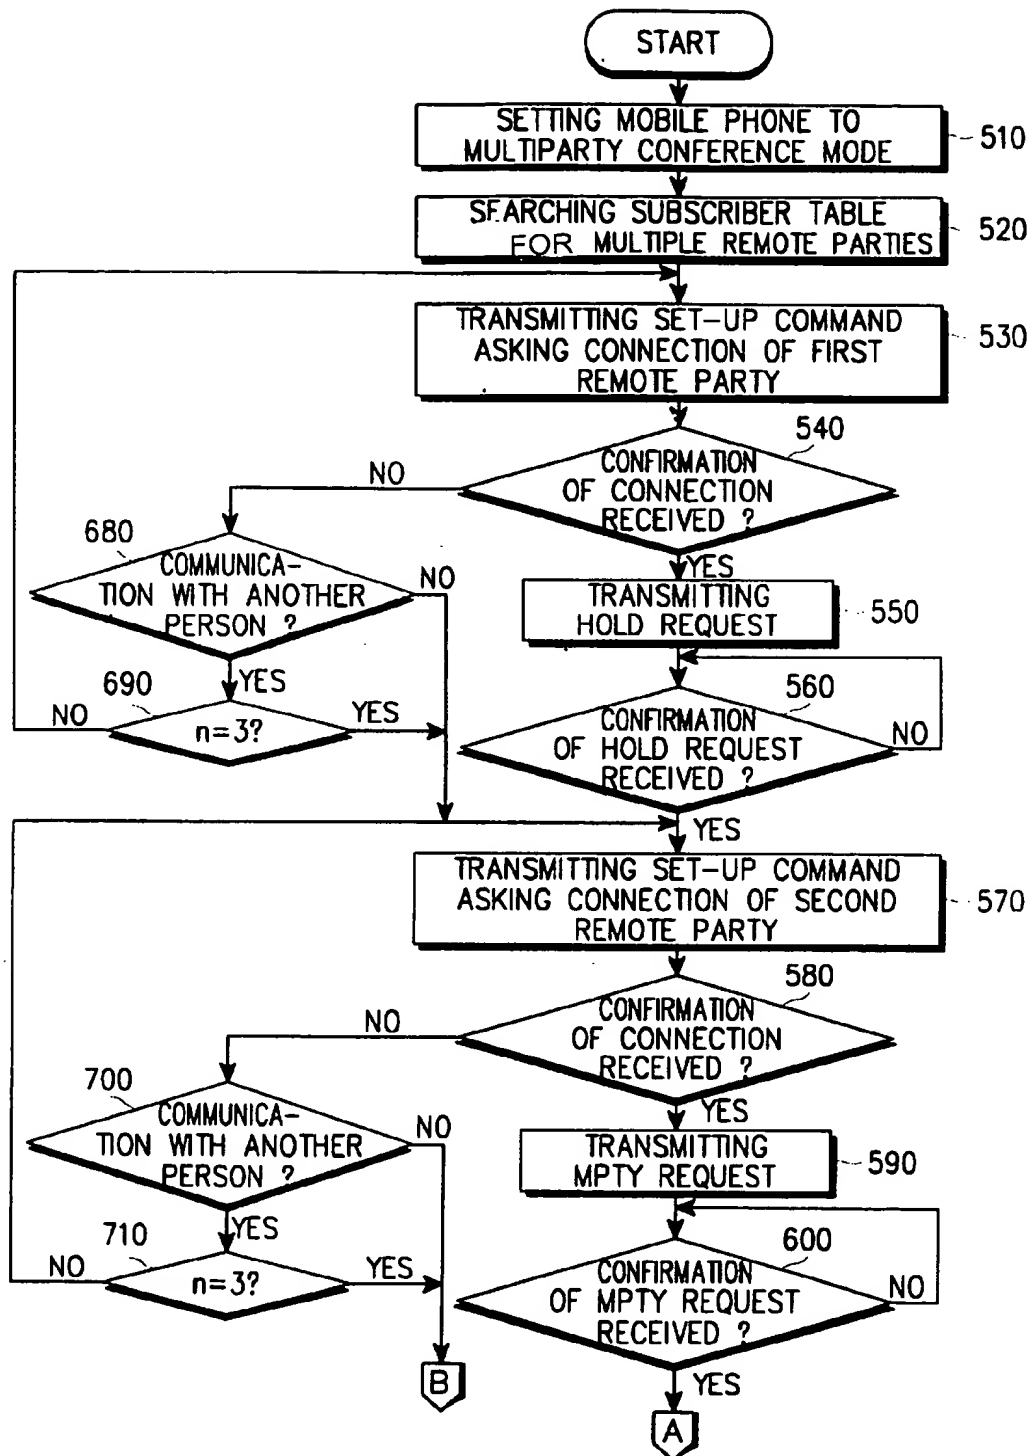 START
SETTING MOBILE PHONE TO
MULTIPARTY CONFERENCE MODE
510
SEARCHING SUBSCRIBER TABLE
FOR MULTIPLE REMOTE PARTIES
520
TRANSMITTING SET-UP COMMAND
ASKING CONNECTION OF FIRST
REMOTE PARTY
530
540
CONFIRMATION
OF CONNECTION
RECEIVED ?
NO
YES
680
COMMUNICA-
TION WITH ANOTHER
PERSON ?
NO
YES
TRANSMITTING
HOLD REQUEST
550
690
n=3?
NO
YES
560
CONFIRMATION
OF HOLD REQUEST
RECEIVED ?
NO
YES
TRANSMITTING SET-UP COMMAND
ASKING CONNECTION OF SECOND
REMOTE PARTY
570
580
CONFIRMATION
OF CONNECTION
RECEIVED ?
NO
YES
700
COMMUNICA-
TION WITH ANOTHER
PERSON ?
NO
YES
TRANSMITTING
MPTY REQUEST
590
710
n=3?
NO
YES
600
CONFIRMATION
OF MPTY REQUEST
RECEIVED ?
NO
YES
B
A